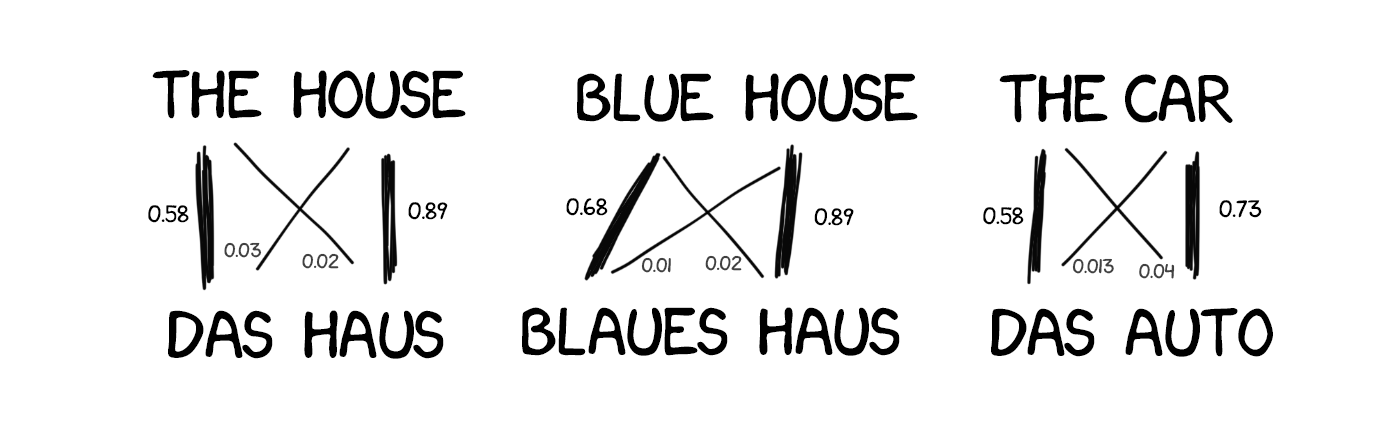 THE HOUSE BLUE HOUSE THE CAR
0.58 0.89 0.68 0.89 0.58 0.73
0.03 0.02 0.01 0.02 0.013 0.04
DAS HAUS BLAUES HAUS DAS AUTO